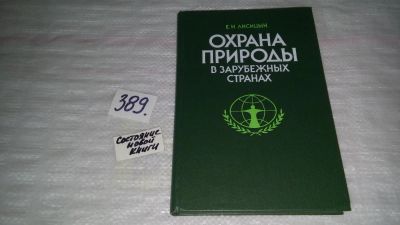 Е.Н. ЛИСИЦЫН
ОХРАНА
ПРИРОДЫ
В ЗАРУБЕЖНЫХ
СТРАНАХ
389.
Состояние
новой
книги